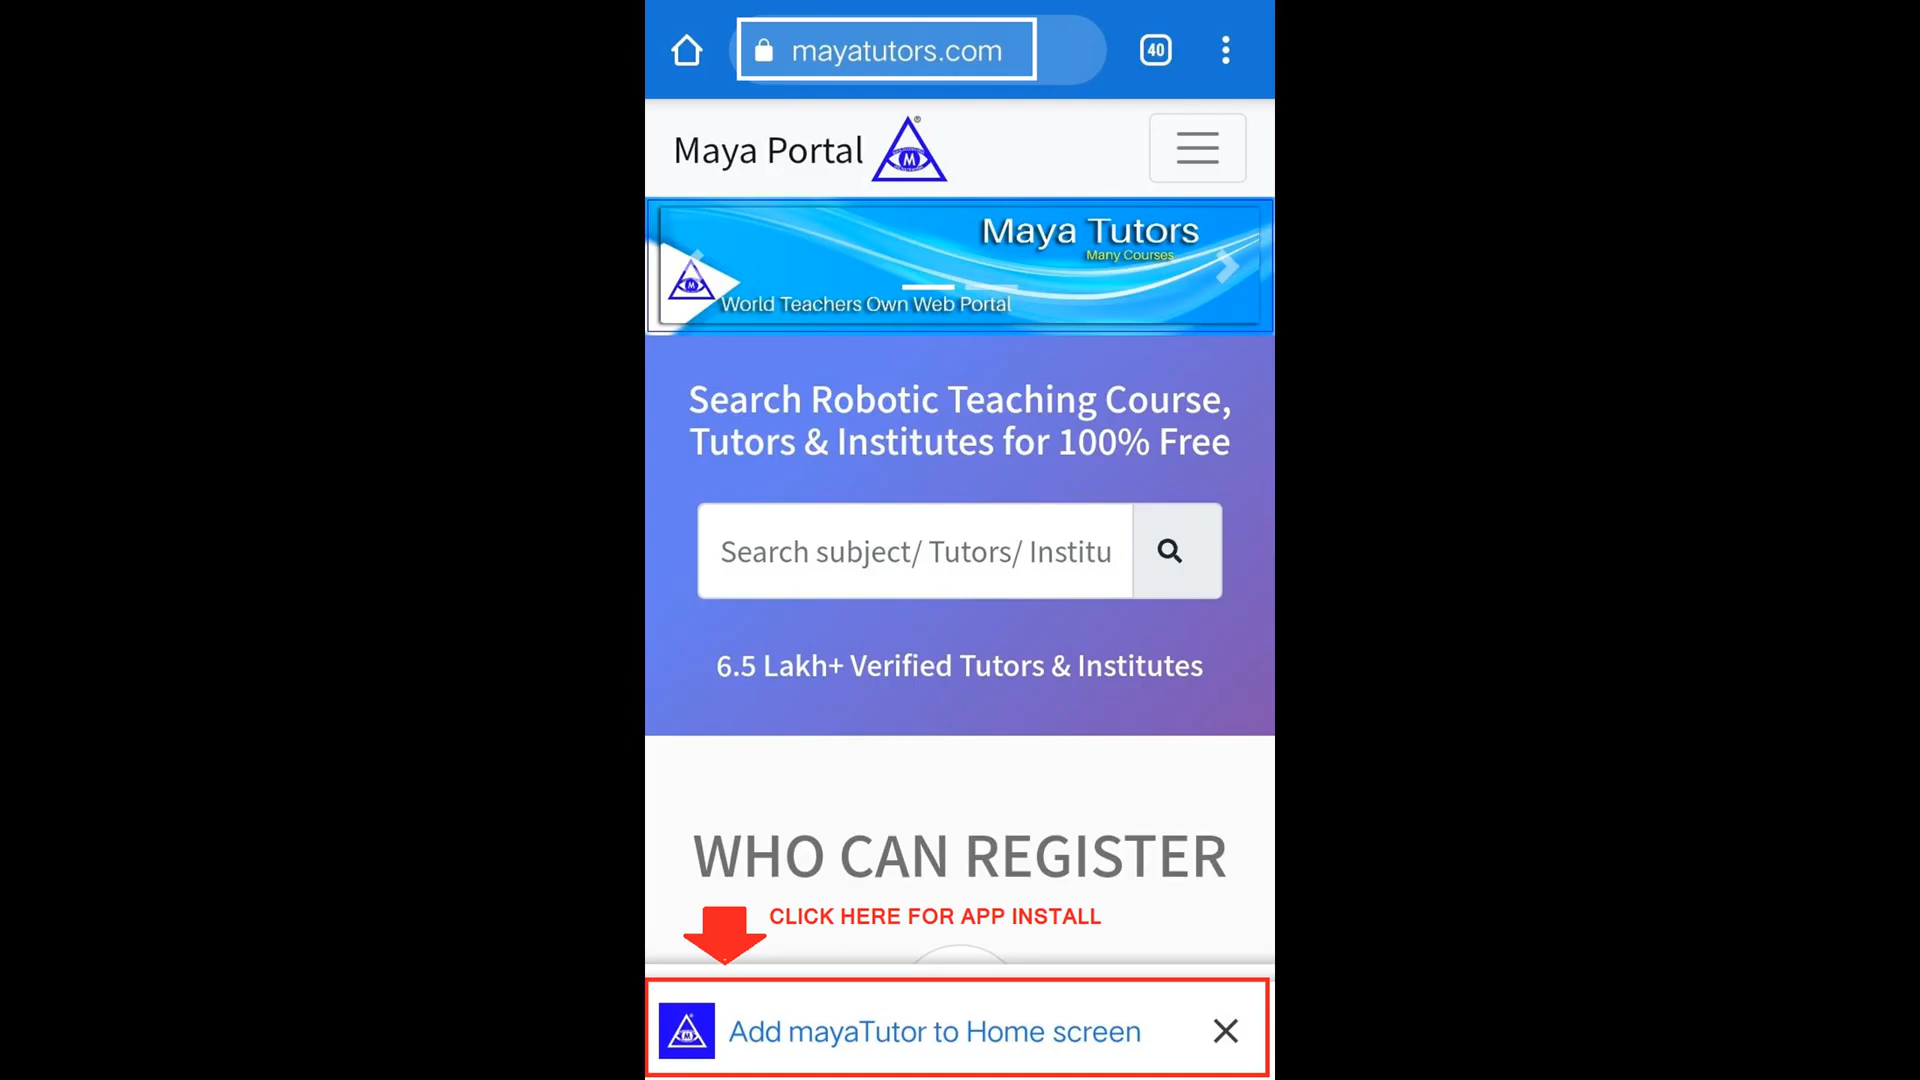 mayatutors.com
40
Maya Portal
M
®
Maya Tutors
Many Courses
M
World Teachers Own Web Portal
Search Robotic Teaching Course,
Tutors & Institutes for 100% Free
Search subject/ Tutors/ Institu
6.5 Lakh+ Verified Tutors & Institutes
WHO CAN REGISTER
CLICK HERE FOR APP INSTALL
M
Add mayaTutor to Home screen